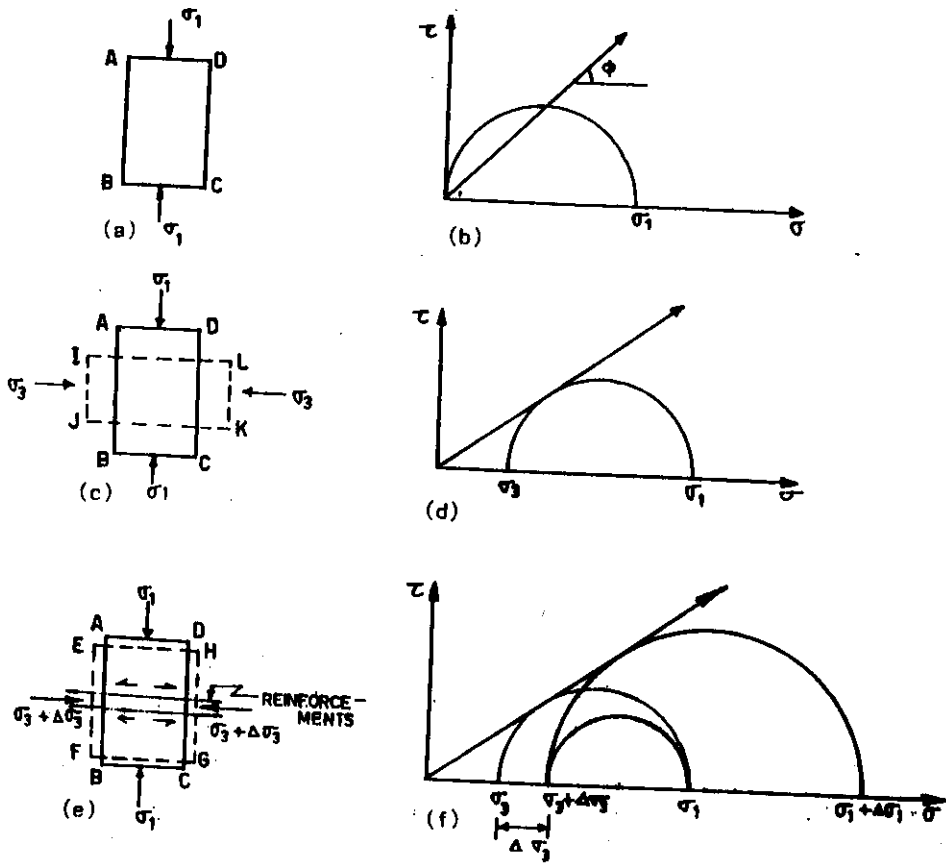 σ₁
A D
B C
σ₁
(a)
τ
φ
σ₁ σ
(b)
σ₁
A D
I L
σ₃ σ₃
J K
B C
σ₁
(c)
τ
σ₃ σ₁ σ
(d)
σ₁
A D
E H
REINFORCE-
MENTS
σ₃+Δσ₃ σ₃+Δσ₃
F G
B C
σ₁
(e)
τ
σ₃ σ₃+Δσ₃ σ₁ σ₁+Δσ₁ σ
Δ σ₃
(f)